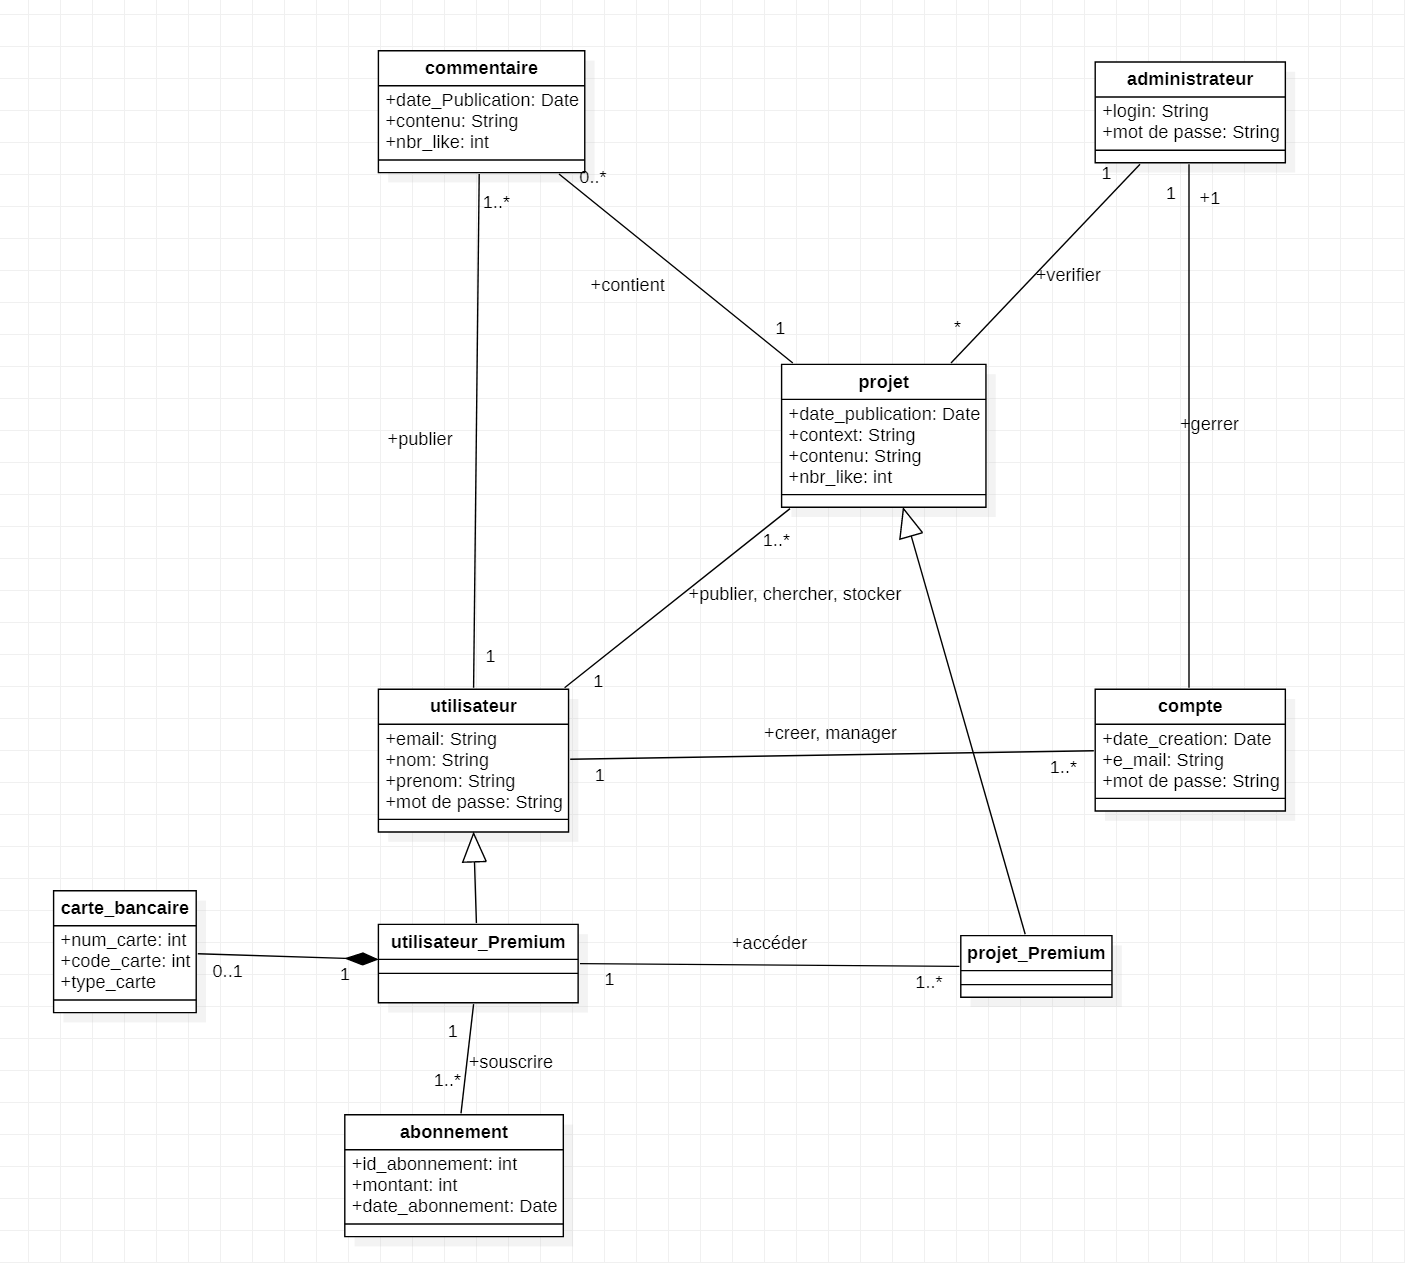 commentaire
+date_Publication: Date
+contenu: String
+nbr_like: int
administrateur
+login: String
+mot de passe: String
0..*
1..*
1
1
+1
+contient
+verifier
1
*
projet
+date_publication: Date
+context: String
+contenu: String
+nbr_like: int
+publier
+gerrer
1..*
+publier, chercher, stocker
1
1
utilisateur
+email: String
+nom: String
+prenom: String
+mot de passe: String
+creer, manager
1
1..*
compte
+date_creation: Date
+e_mail: String
+mot de passe: String
carte_bancaire
+num_carte: int
+code_carte: int
+type_carte
0..1
1
utilisateur_Premium
+accéder
1
1..*
projet_Premium
1
+souscrire
1..*
abonnement
+id_abonnement: int
+montant: int
+date_abonnement: Date